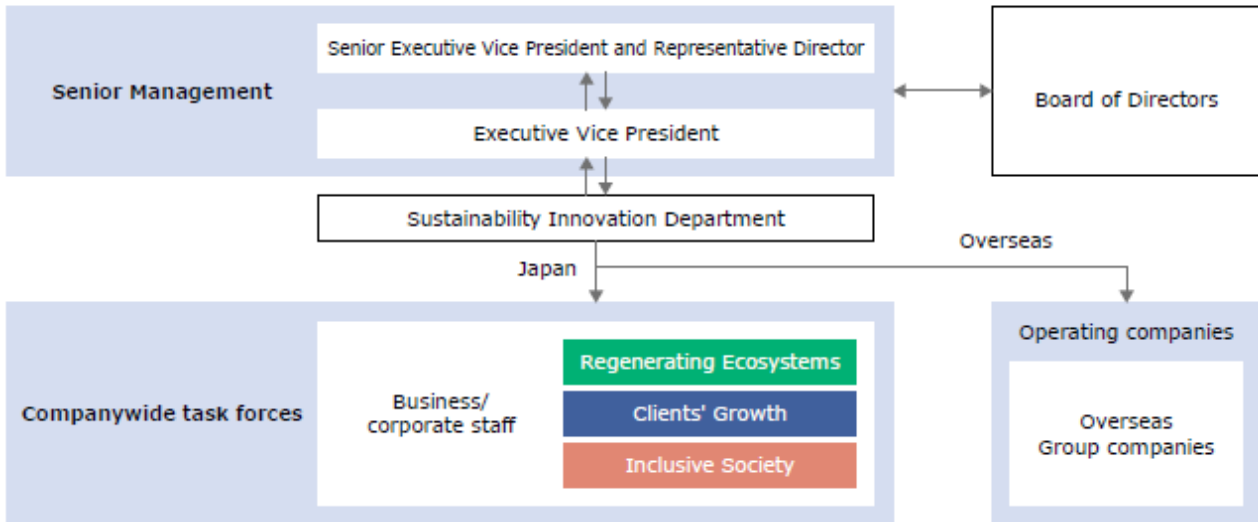 Senior Executive Vice President and Representative Director
Senior Management
Board of Directors
Executive Vice President
Sustainability Innovation Department
Overseas
Japan
Operating companies
Regenerating Ecosystems
Companywide task forces
Business/
corporate staff
Clients' Growth
Inclusive Society
Overseas
Group companies